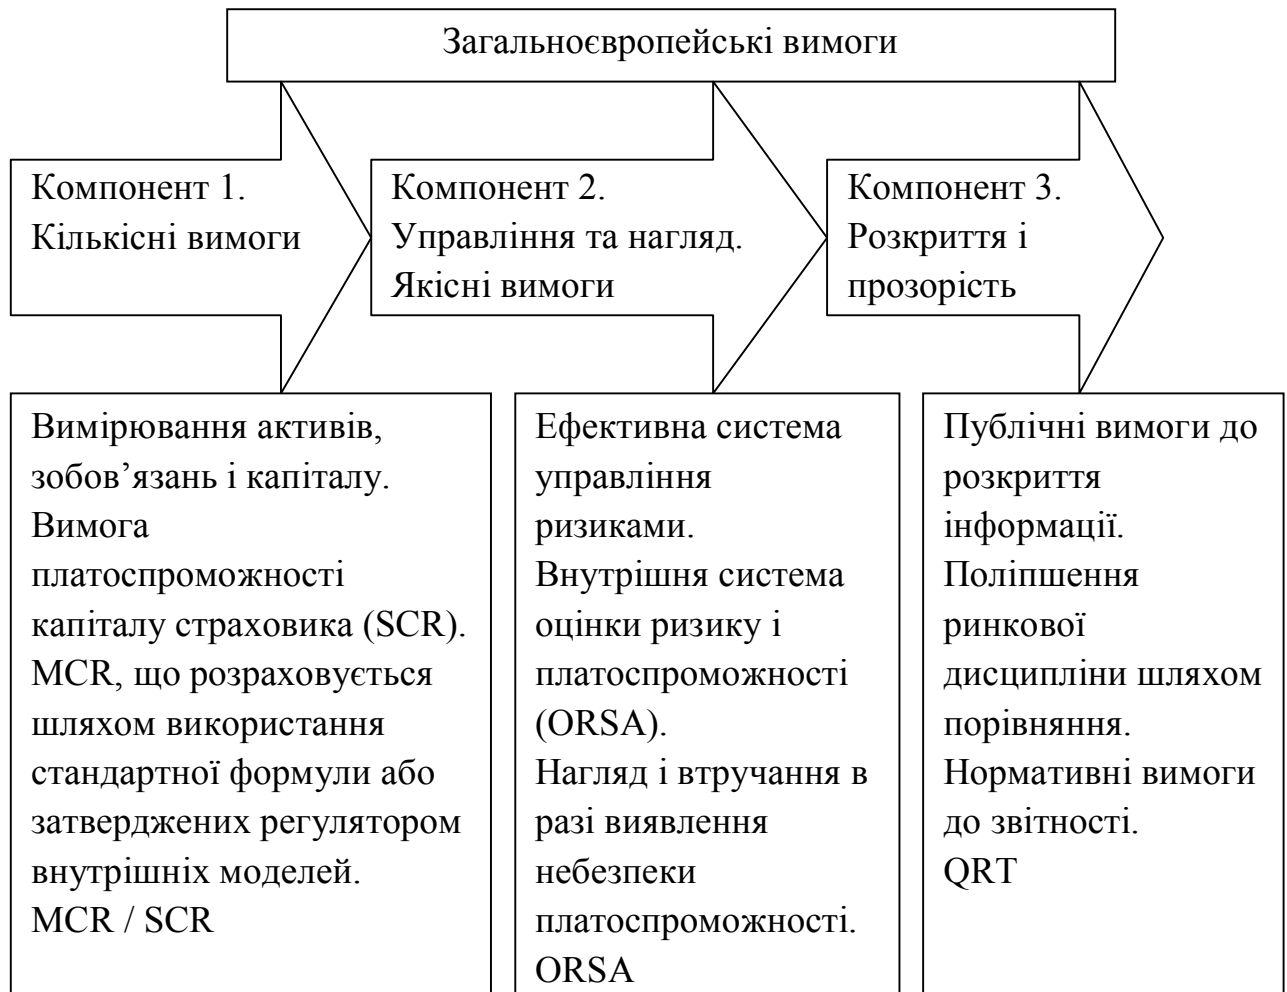 Загальноєвропейські вимоги
Компонент 1.
Кількісні вимоги
Компонент 2.
Управління та нагляд.
Якісні вимоги
Компонент 3.
Розкриття і
прозорість
Вимірювання активів,
зобов’язань і капіталу.
Вимога
платоспроможності
капіталу страховика (SCR).
MCR, що розраховується
шляхом використання
стандартної формули або
затверджених регулятором
внутрішніх моделей.
MCR / SCR
Ефективна система
управління
ризиками.
Внутрішня система
оцінки ризику і
платоспроможності
(ORSA).
Нагляд і втручання в
разі виявлення
небезпеки
платоспроможності.
ORSA
Публічні вимоги до
розкриття
інформації.
Поліпшення
ринкової
дисципліни шляхом
порівняння.
Нормативні вимоги
до звітності.
QRT